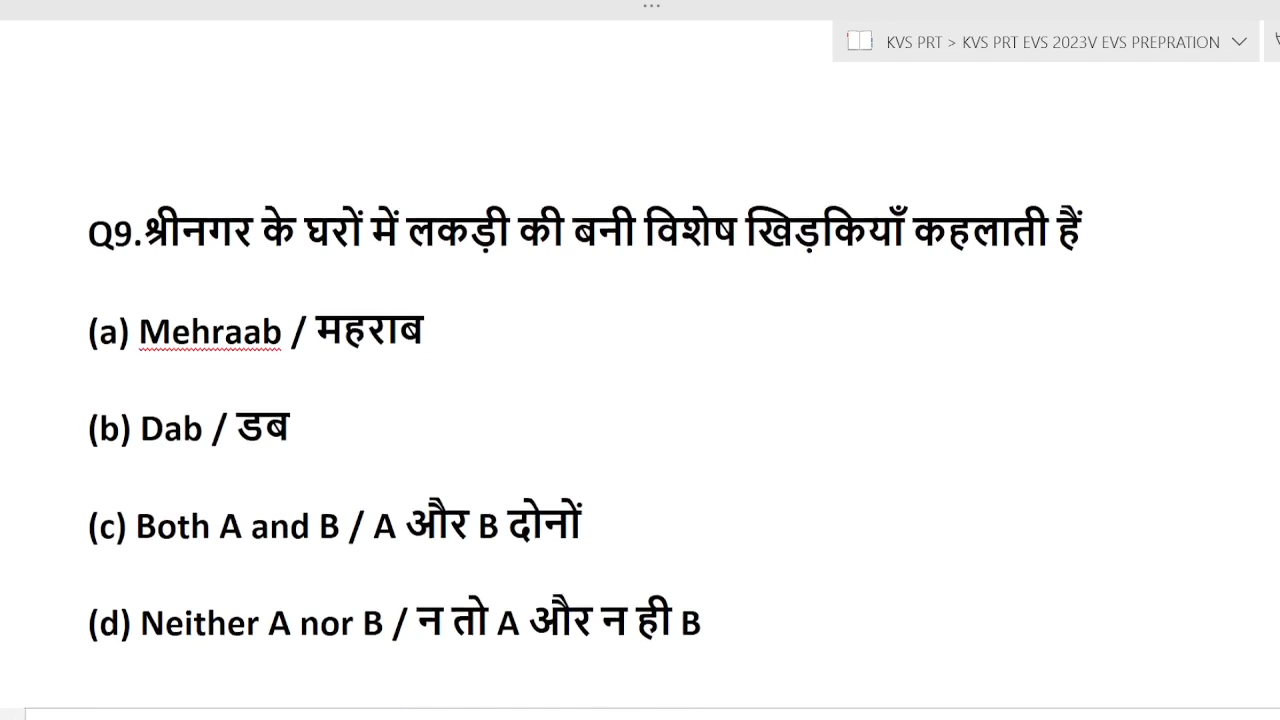 KVS PRT > KVS PRT EVS 2023V EVS PREPRATION
Q9.श्रीनगर के घरों में लकड़ी की बनी विशेष खिड़कियाँ कहलाती हैं
(a) Mehraab / महराब
(b) Dab / डब
(c) Both A and B / A और B दोनों
(d) Neither A nor B / न तो A और न ही B